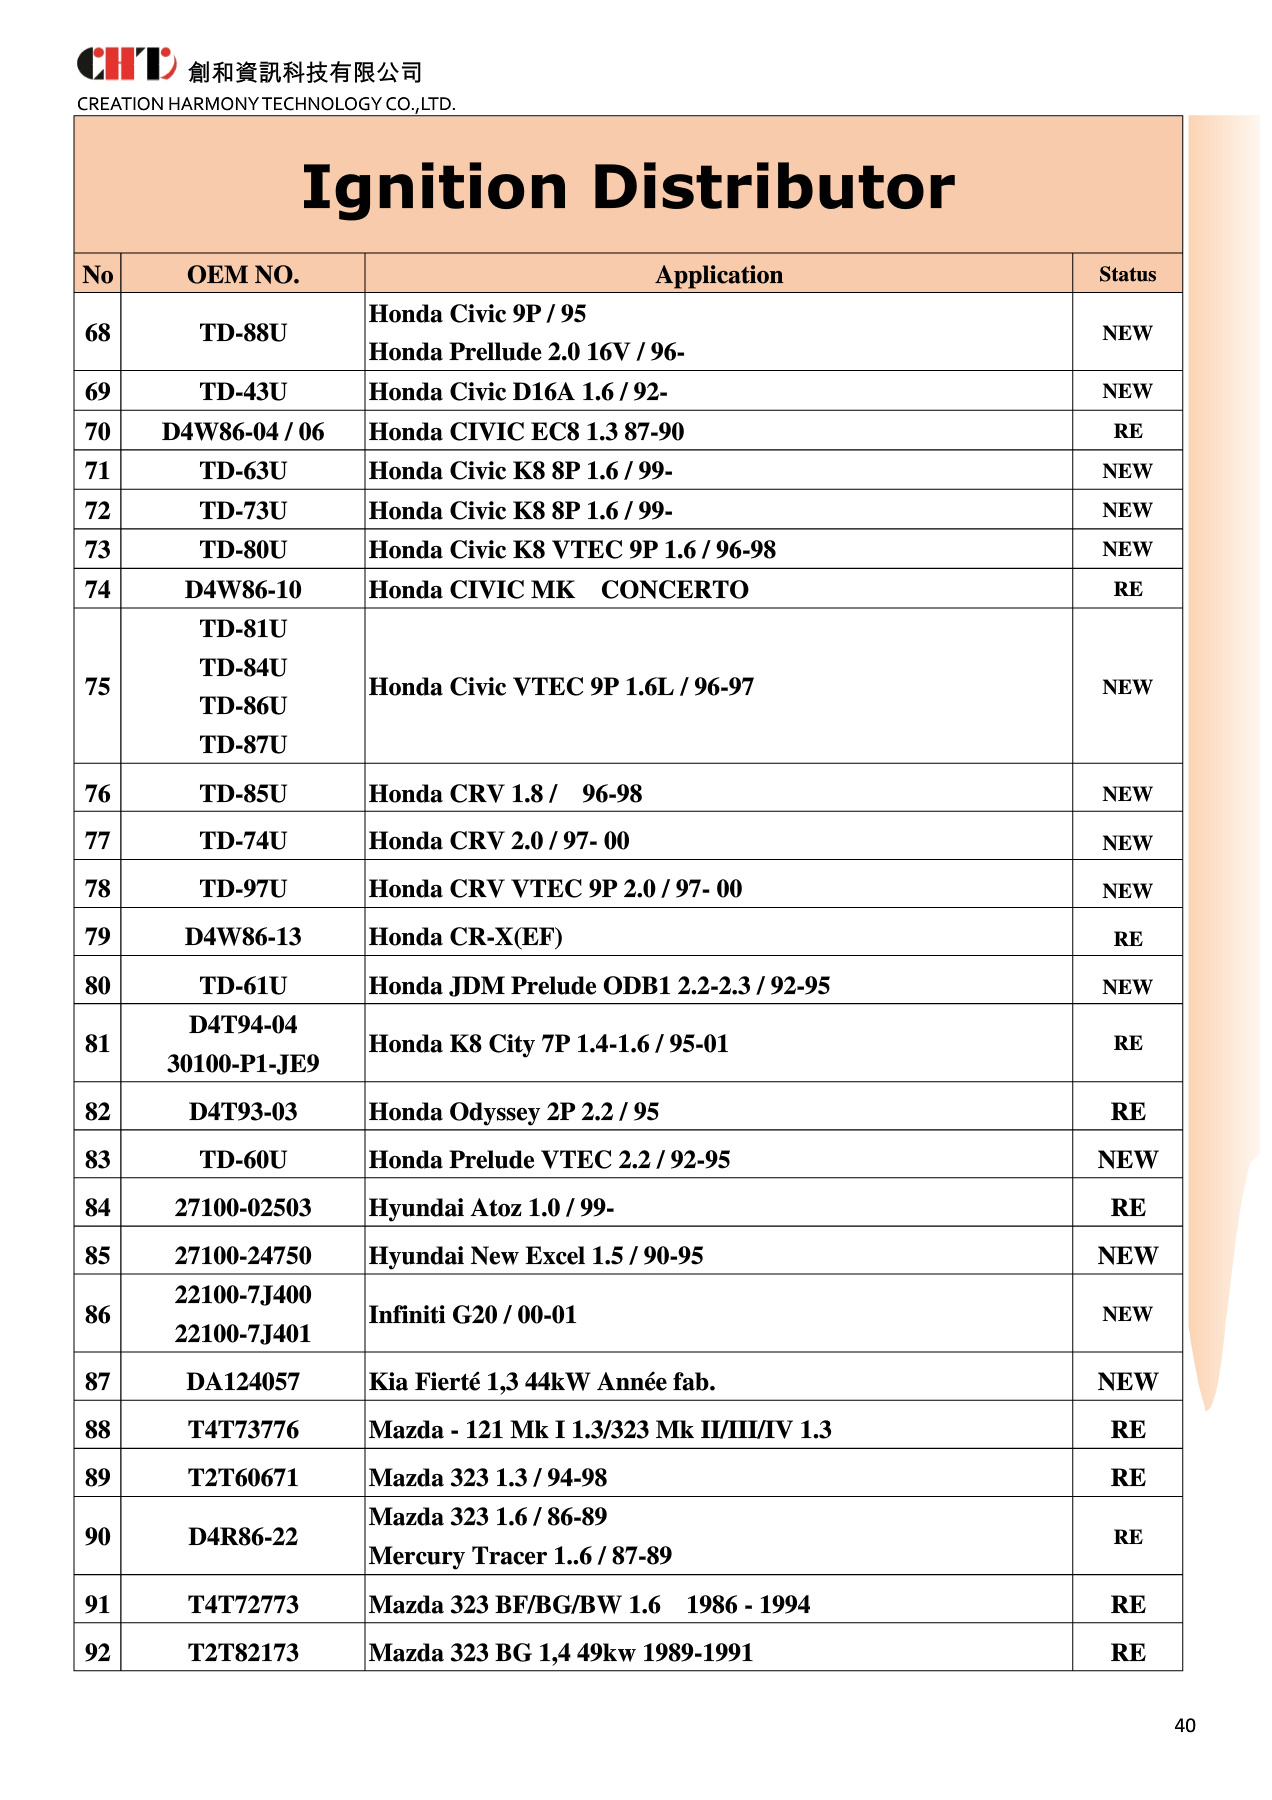 CHT 創和資訊科技有限公司
CREATION HARMONY TECHNOLOGY CO.,LTD.
Ignition Distributor
No OEM NO. Application Status
68 TD-88U Honda Civic 9P / 95 NEW
Honda Prellude 2.0 16V / 96-
69 TD-43U Honda Civic D16A 1.6 / 92- NEW
70 D4W86-04 / 06 Honda CIVIC EC8 1.3 87-90 RE
71 TD-63U Honda Civic K8 8P 1.6 / 99- NEW
72 TD-73U Honda Civic K8 8P 1.6 / 99- NEW
73 TD-80U Honda Civic K8 VTEC 9P 1.6 / 96-98 NEW
74 D4W86-10 Honda CIVIC MK CONCERTO RE
75 TD-81U Honda Civic VTEC 9P 1.6L / 96-97 NEW
TD-84U
TD-86U
TD-87U
76 TD-85U Honda CRV 1.8 / 96-98 NEW
77 TD-74U Honda CRV 2.0 / 97- 00 NEW
78 TD-97U Honda CRV VTEC 9P 2.0 / 97- 00 NEW
79 D4W86-13 Honda CR-X(EF) RE
80 TD-61U Honda JDM Prelude ODB1 2.2-2.3 / 92-95 NEW
81 D4T94-04 Honda K8 City 7P 1.4-1.6 / 95-01 RE
30100-P1-JE9
82 D4T93-03 Honda Odyssey 2P 2.2 / 95 RE
83 TD-60U Honda Prelude VTEC 2.2 / 92-95 NEW
84 27100-02503 Hyundai Atoz 1.0 / 99- RE
85 27100-24750 Hyundai New Excel 1.5 / 90-95 NEW
86 22100-7J400 Infiniti G20 / 00-01 NEW
22100-7J401
87 DA124057 Kia Fierté 1,3 44kW Année fab. NEW
88 T4T73776 Mazda - 121 Mk I 1.3/323 Mk II/III/IV 1.3 RE
89 T2T60671 Mazda 323 1.3 / 94-98 RE
90 D4R86-22 Mazda 323 1.6 / 86-89 RE
Mercury Tracer 1..6 / 87-89
91 T4T72773 Mazda 323 BF/BG/BW 1.6 1986 - 1994 RE
92 T2T82173 Mazda 323 BG 1,4 49kw 1989-1991 RE
40